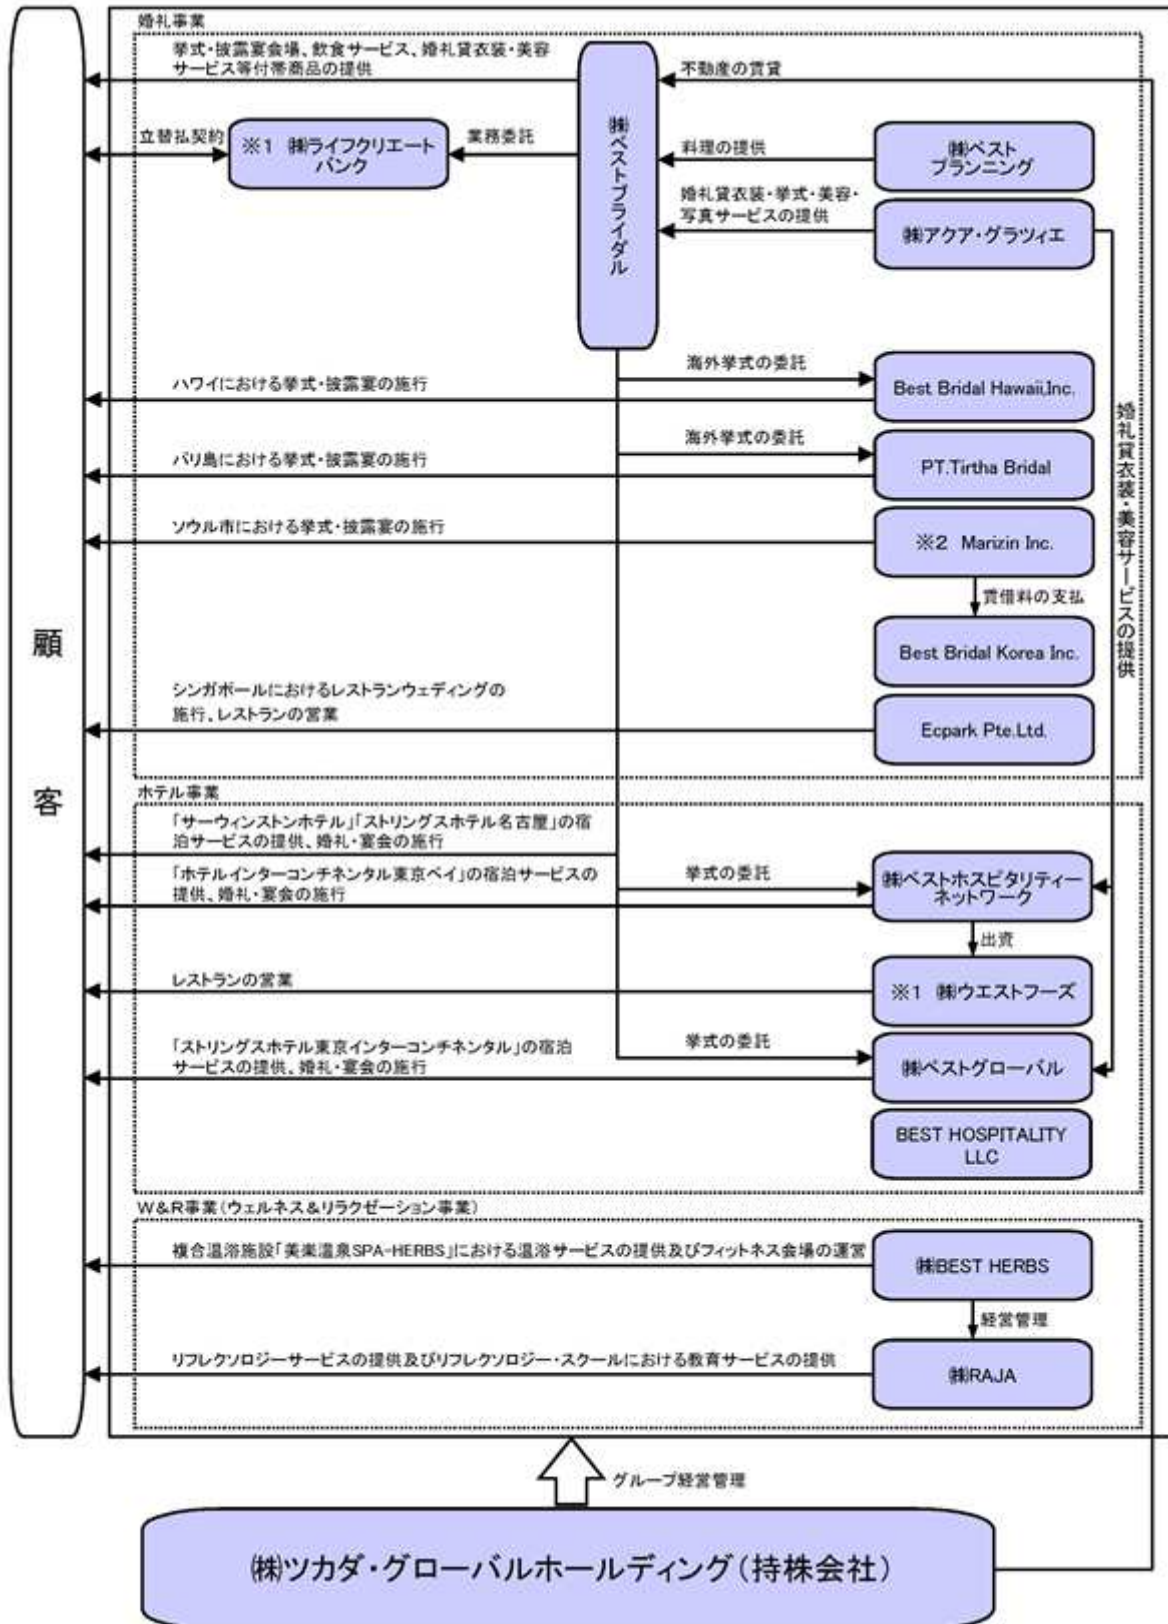 婚礼事業
挙式・披露宴会場、飲食サービス、婚礼貸衣装・美容
サービス等付帯商品の提供
不動産の賃貸
立替払契約
※1 ㈱ライフクリエート
バンク
業務委託
㈱ベストブライダル
料理の提供
㈱ベスト
プランニング
婚礼貸衣装・挙式・美容・
写真サービスの提供
㈱アクア・グラツィエ
海外挙式の委託
ハワイにおける挙式・披露宴の施行
Best Bridal Hawaii,Inc.
海外挙式の委託
バリ島における挙式・披露宴の施行
PT.Tirtha Bridal
婚礼貸衣装・美容サービスの提供
ソウル市における挙式・披露宴の施行
※2 Marizin Inc.
賃借料の支払
Best Bridal Korea Inc.
顧客
シンガポールにおけるレストランウェディングの
施行、レストランの営業
Ecpark Pte.Ltd.
ホテル事業
「サーウィンストンホテル」「ストリングスホテル名古屋」の宿
泊サービスの提供、婚礼・宴会の施行
「ホテルインターコンチネンタル東京ベイ」の宿泊サービスの
提供、婚礼・宴会の施行
挙式の委託
㈱ベストホスピタリティー
ネットワーク
出資
レストランの営業
※1 ㈱ウエストフーズ
「ストリングスホテル東京インターコンチネンタル」の宿泊
サービスの提供、婚礼・宴会の施行
挙式の委託
㈱ベストグローバル
BEST HOSPITALITY
LLC
W&R事業(ウェルネス&リラクゼーション事業)
複合温浴施設「美楽温泉SPA-HERBS」における温浴サービスの提供及びフィットネス会場の運営
㈱BEST HERBS
経営管理
リフレクソロジーサービスの提供及びリフレクソロジー・スクールにおける教育サービスの提供
㈱RAJA
グループ経営管理
㈱ツカダ・グローバルホールディング(持株会社)